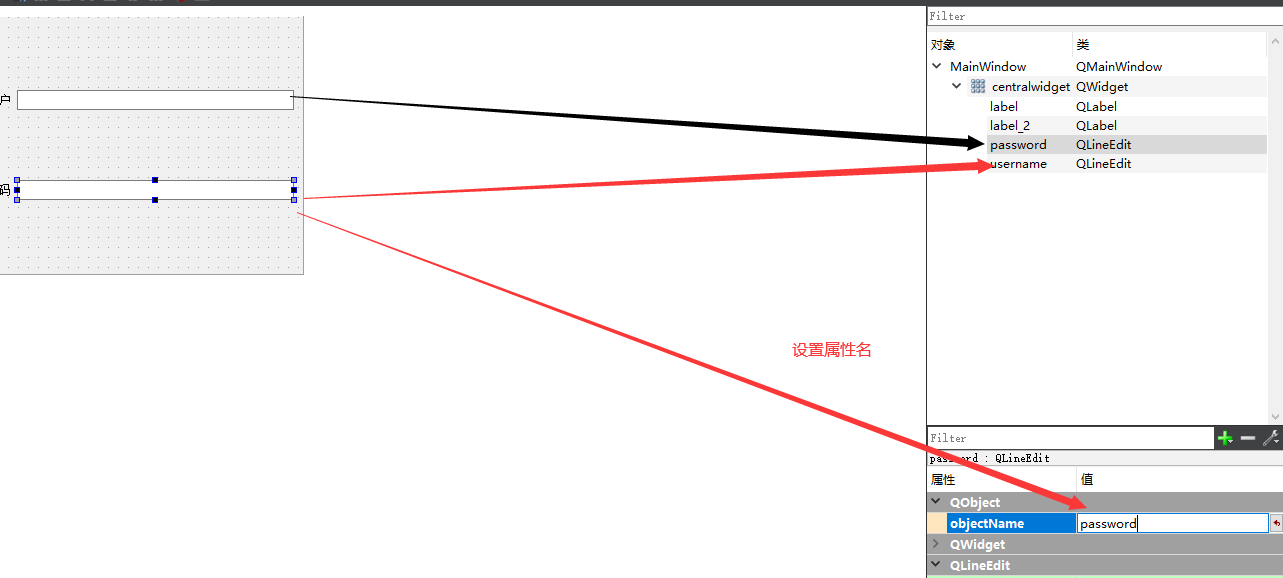 Filter
对象 类
MainWindow QMainWindow
centralwidget QWidget
户
label QLabel
label_2 QLabel
password QLineEdit
username QLineEdit
码
设置属性名
Filter
password : QLineEdit
属性 值
QObject
objectName password
QWidget
QLineEdit